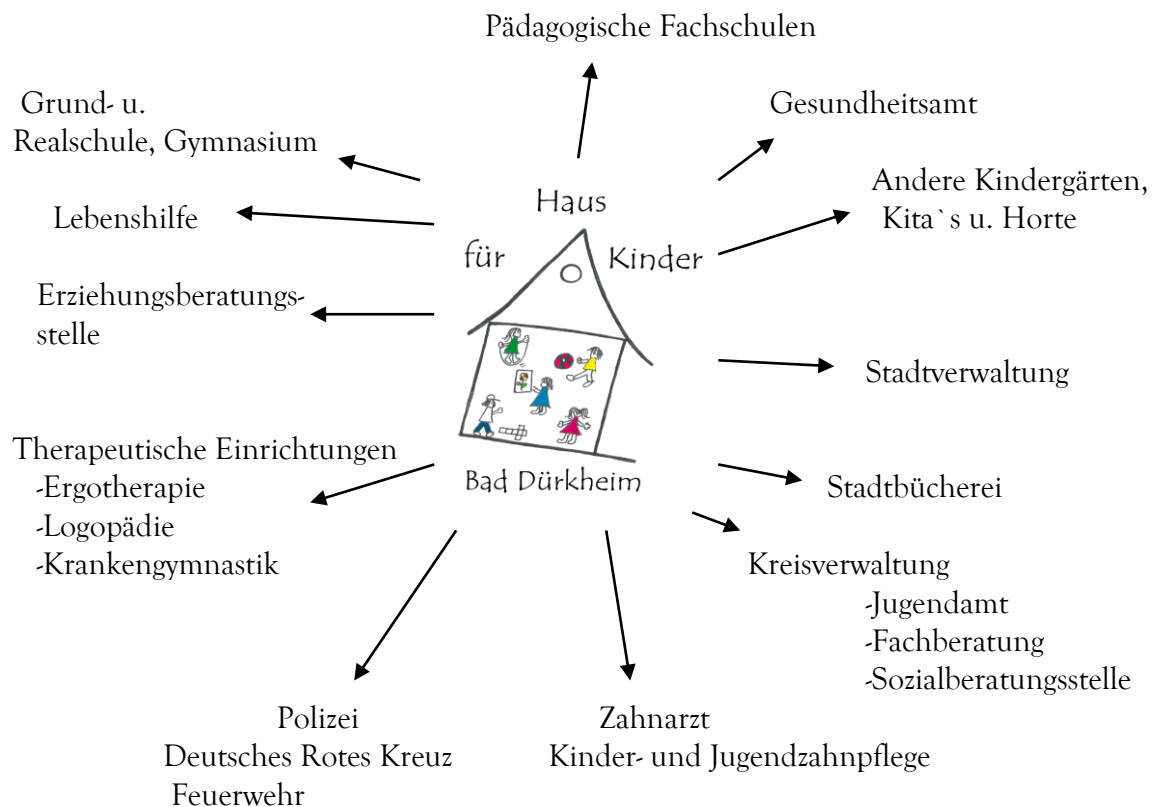 Pädagogische Fachschulen
Grund- u.
Realschule, Gymnasium
Gesundheitsamt
Andere Kindergärten,
Kita`s u. Horte
Lebenshilfe
Haus
für Kinder
Erziehungsberatungs-
stelle
Stadtverwaltung
Therapeutische Einrichtungen
-Ergotherapie
-Logopädie
-Krankengymnastik
Bad Dürkheim
Stadtbücherei
Kreisverwaltung
-Jugendamt
-Fachberatung
-Sozialberatungsstelle
Polizei
Deutsches Rotes Kreuz
Feuerwehr
Zahnarzt
Kinder- und Jugendzahnpflege